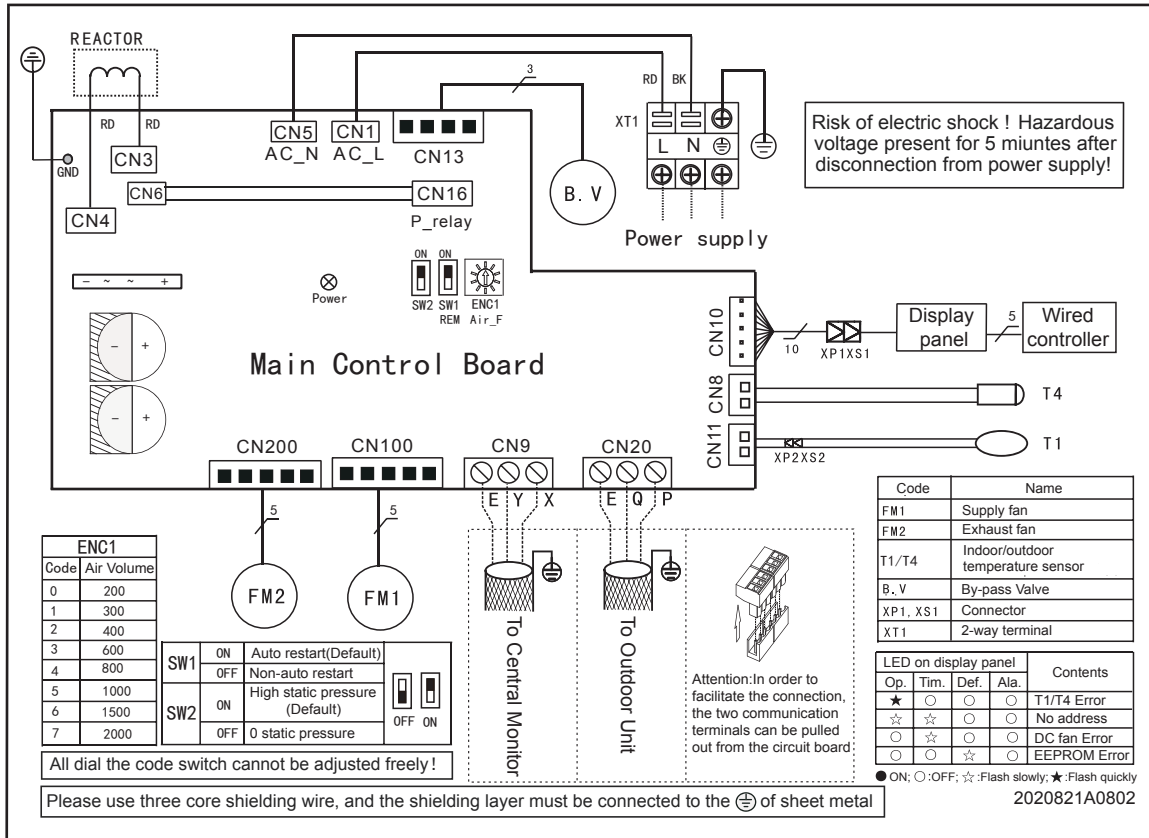 REACTOR
RD RD
GND
CN3
CN4
CN5
AC_N
CN1
AC_L
CN13
3
B. V
CN6
CN16
P_relay
RD BK
XT1
L N
Power supply
Risk of electric shock ! Hazardous
voltage present for 5 miuntes after
disconnection from power supply!
- ~ ~ +
Power
ON ON
SW2 SW1 ENC1
REM Air_F
- +
- +
Main Control Board
CN10
10
XP1XS1
Display
panel
5
Wired
controller
CN8
T4
CN11
XP2XS2
T1
CN200
CN100
CN9
CN20
E Y X
E Q P
5
5
FM2
FM1
To Central Monitor
To Outdoor Unit
Attention:In order to
facilitate the connection,
the two communication
terminals can be pulled
out from the circuit board
ENC1
Code Air Volume
0 200
1 300
2 400
3 600
4 800
5 1000
6 1500
7 2000
SW1 ON Auto restart(Default)
OFF Non-auto restart
SW2 ON High static pressure
(Default)
OFF 0 static pressure
OFF ON
All dial the code switch cannot be adjusted freely!
Please use three core shielding wire, and the shielding layer must be connected to the of sheet metal
Code Name
FM1 Supply fan
FM2 Exhaust fan
T1/T4 Indoor/outdoor
temperature sensor
B. V By-pass Valve
XP1, XS1 Connector
XT1 2-way terminal
LED on display panel Contents
Op. Tim. Def. Ala.
★ ○ ○ ○ T1/T4 Error
☆ ☆ ○ ○ No address
○ ☆ ○ ○ DC fan Error
○ ○ ☆ ○ EEPROM Error
● ON; ○ :OFF; ☆ :Flash slowly; ★ :Flash quickly
2020821A0802